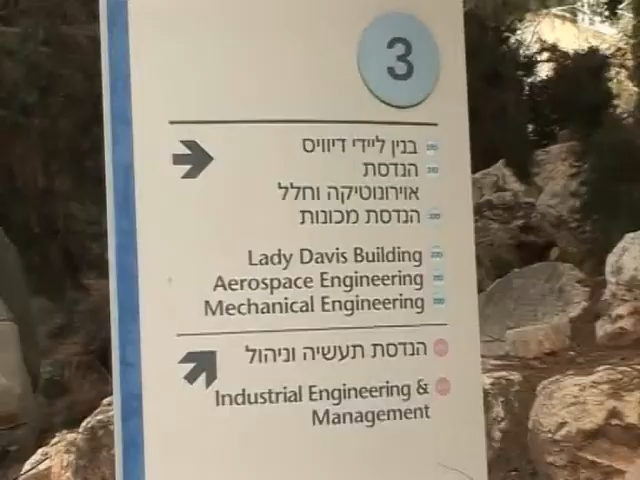 3
בנין ליידי דיוויס
הנדסת
אוירונוטיקה וחלל
הנדסת מכונות
Lady Davis Building
Aerospace Engineering
Mechanical Engineering
הנדסת תעשיה וניהול
Industrial Engineering &
Management